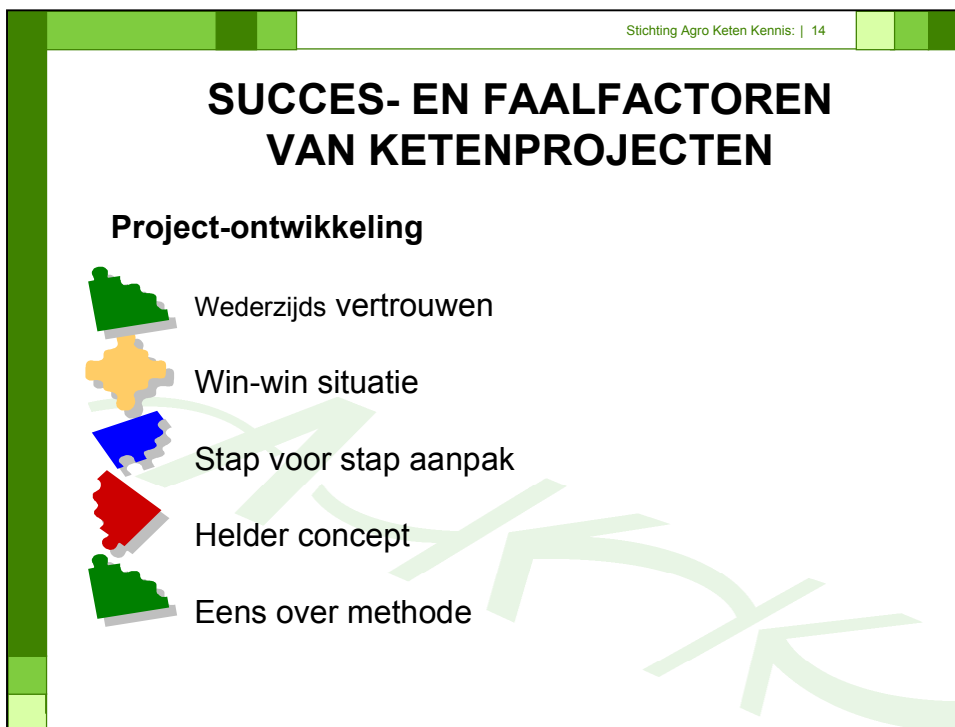 Stichting Agro Keten Kennis: | 14
SUCCES- EN FAALFACTOREN
VAN KETENPROJECTEN
Project-ontwikkeling
Wederzijds vertrouwen
Win-win situatie
Stap voor stap aanpak
Helder concept
Eens over methode
AKK